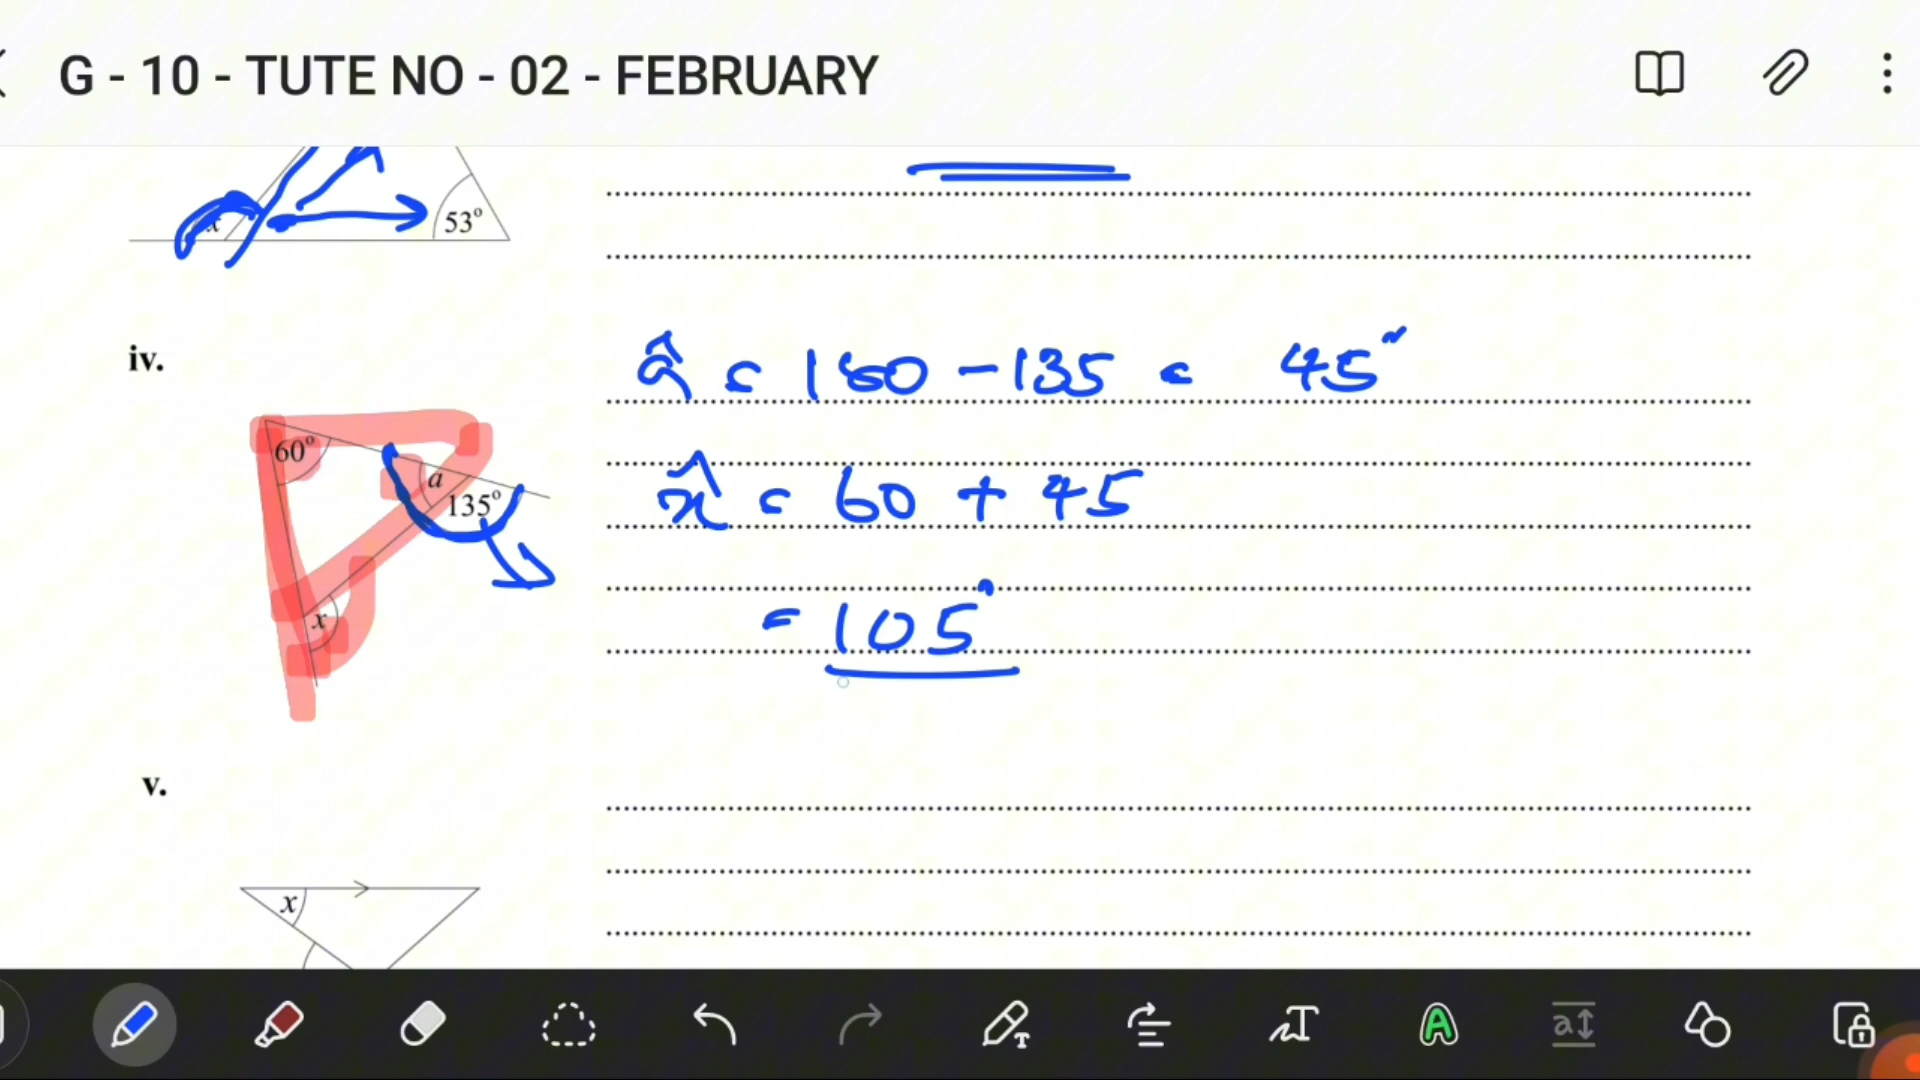 G - 10 - TUTE NO - 02 - FEBRUARY
x
53°
iv.
60°
a
135°
x
â = 180 - 135 = 45°
x̂ = 60 + 45
= 105°
v.
x